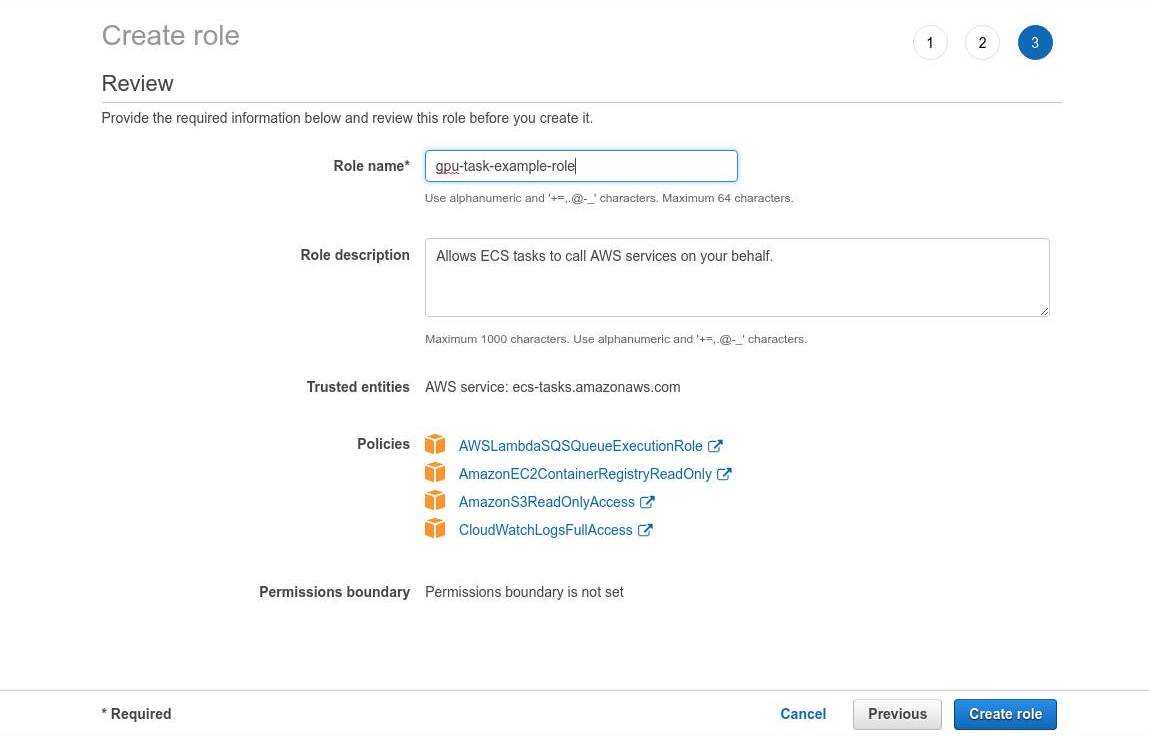 Create role
1 2 3
Review
Provide the required information below and review this role before you create it.
Role name* gpu-task-example-role
Use alphanumeric and '+=,.@-_' characters. Maximum 64 characters.
Role description Allows ECS tasks to call AWS services on your behalf.
Maximum 1000 characters. Use alphanumeric and '+=,.@-_' characters.
Trusted entities AWS service: ecs-tasks.amazonaws.com
Policies AWSLambdaSQSQueueExecutionRole
AmazonEC2ContainerRegistryReadOnly
AmazonS3ReadOnlyAccess
CloudWatchLogsFullAccess
Permissions boundary Permissions boundary is not set
* Required Cancel Previous Create role